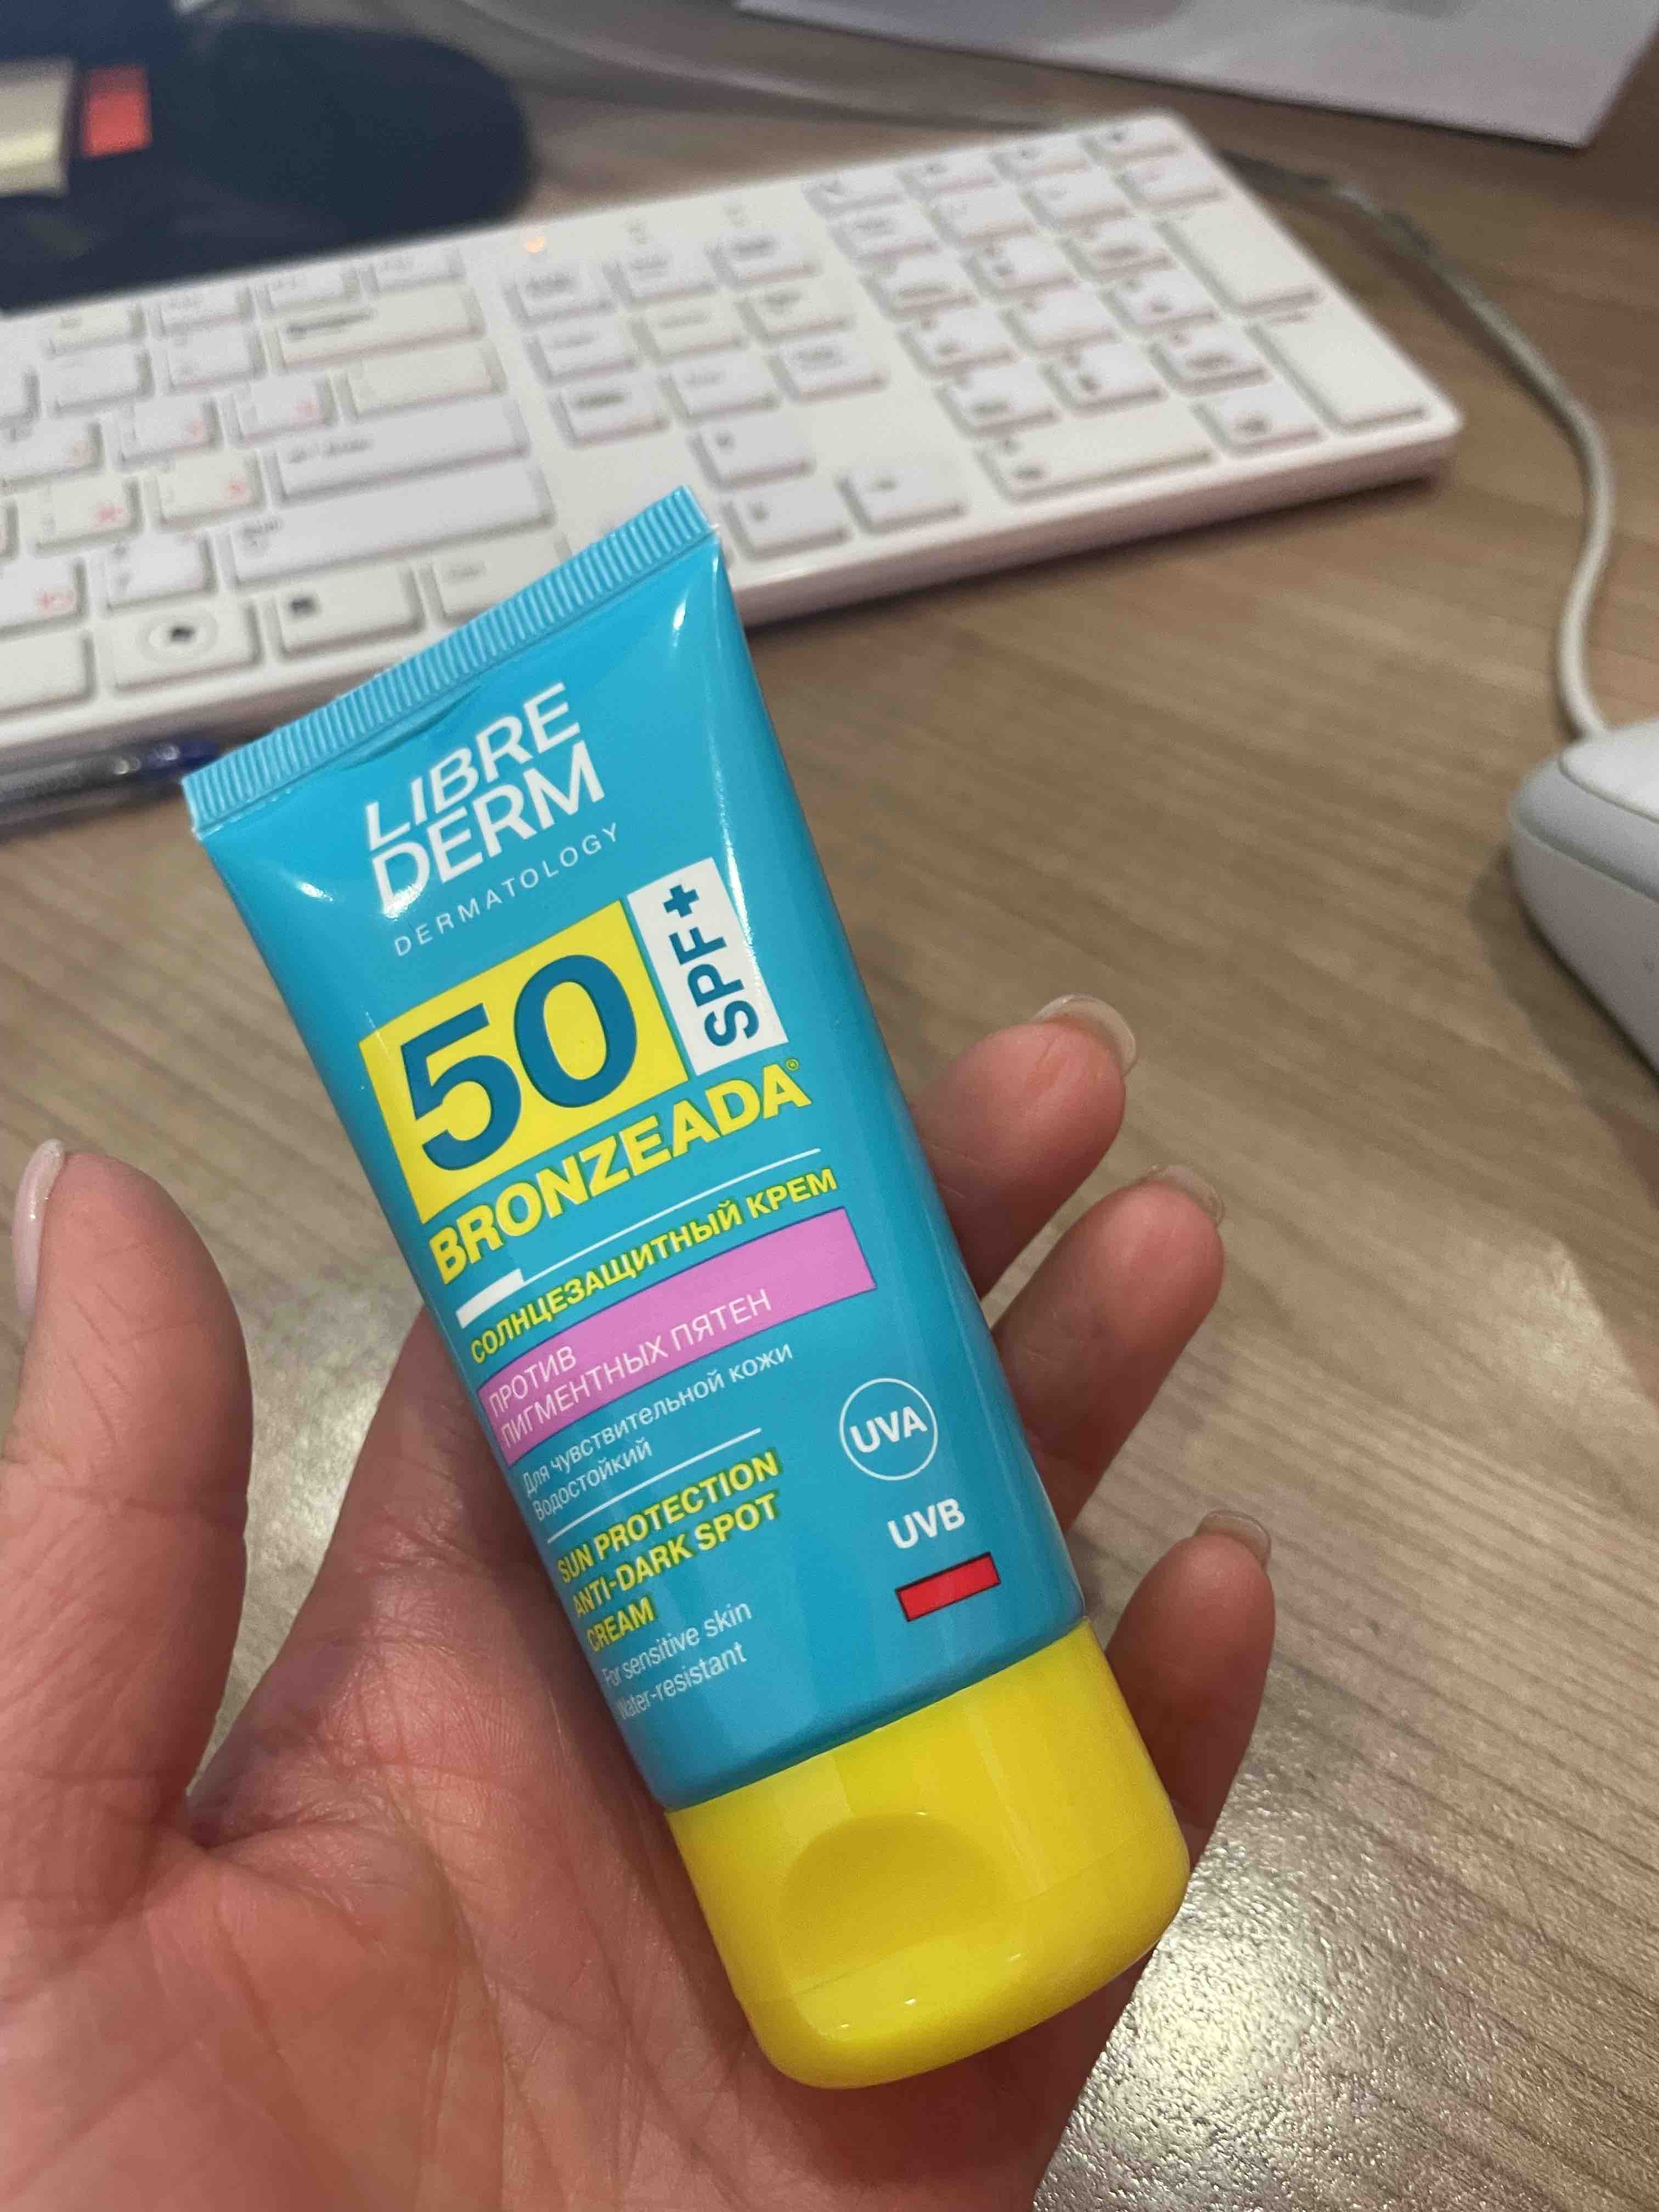 LIBRE
DERM
DERMATOLOGY
50
SPF+
BRONZEADA®
СОЛНЦЕЗАЩИТНЫЙ КРЕМ
ПРОТИВ
ПИГМЕНТНЫХ ПЯТЕН
Для чувствительной кожи
Водостойкий
SUN PROTECTION
ANTI-DARK SPOT
CREAM
For sensitive skin
Water-resistant
UVA
UVB